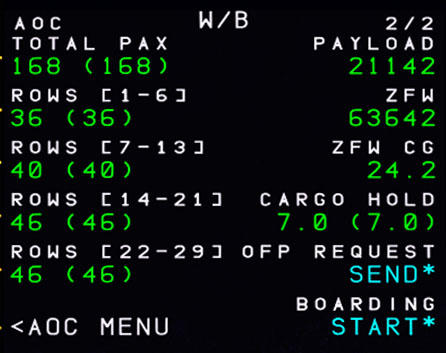 AOC W/B 2/2
TOTAL PAX PAYLOAD
168 (168) 21142
ROWS [1-6] ZFW
36 (36) 63642
ROWS [7-13] ZFW CG
40 (40) 24.2
ROWS [14-21] CARGO HOLD
46 (46) 7.0 (7.0)
ROWS [22-29] OFP REQUEST
46 (46) SEND*
BOARDING
<AOC MENU START*